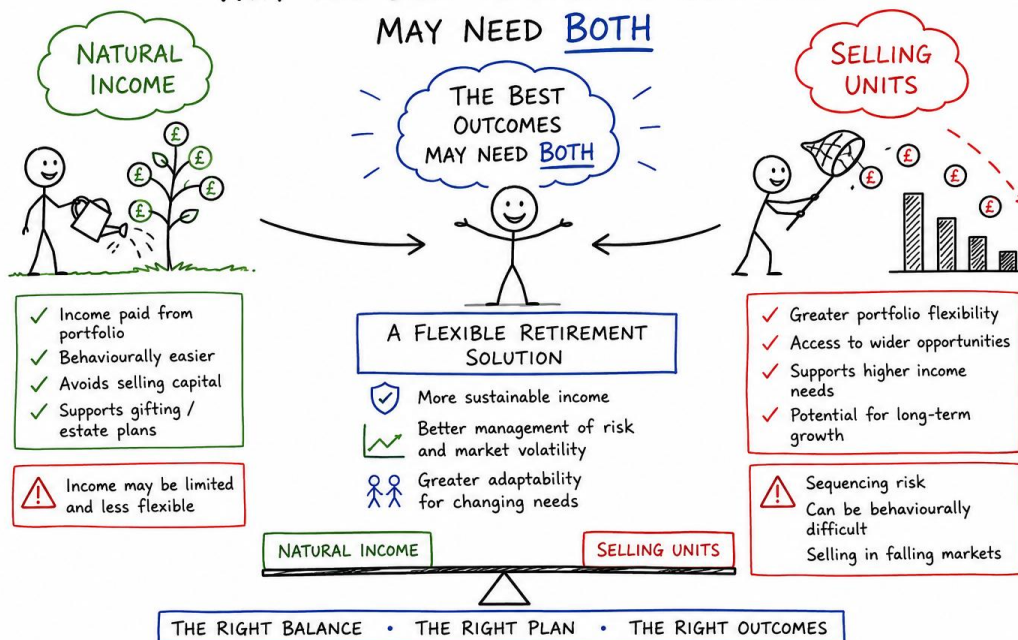 MAY NEED BOTH
NATURAL
INCOME
THE BEST
OUTCOMES
MAY NEED BOTH
SELLING
UNITS
£
£
£
£
£
£
£
£
£
Income paid from
portfolio
Behaviourally easier
Avoids selling capital
Supports gifting /
estate plans
Income may be limited
and less flexible
A FLEXIBLE RETIREMENT
SOLUTION
More sustainable income
Better management of risk
and market volatility
Greater adaptability
for changing needs
Greater portfolio flexibility
Access to wider opportunities
Supports higher income
needs
Potential for long-term
growth
Sequencing risk
Can be behaviourally
difficult
Selling in falling markets
NATURAL INCOME
SELLING UNITS
THE RIGHT BALANCE • THE RIGHT PLAN • THE RIGHT OUTCOMES